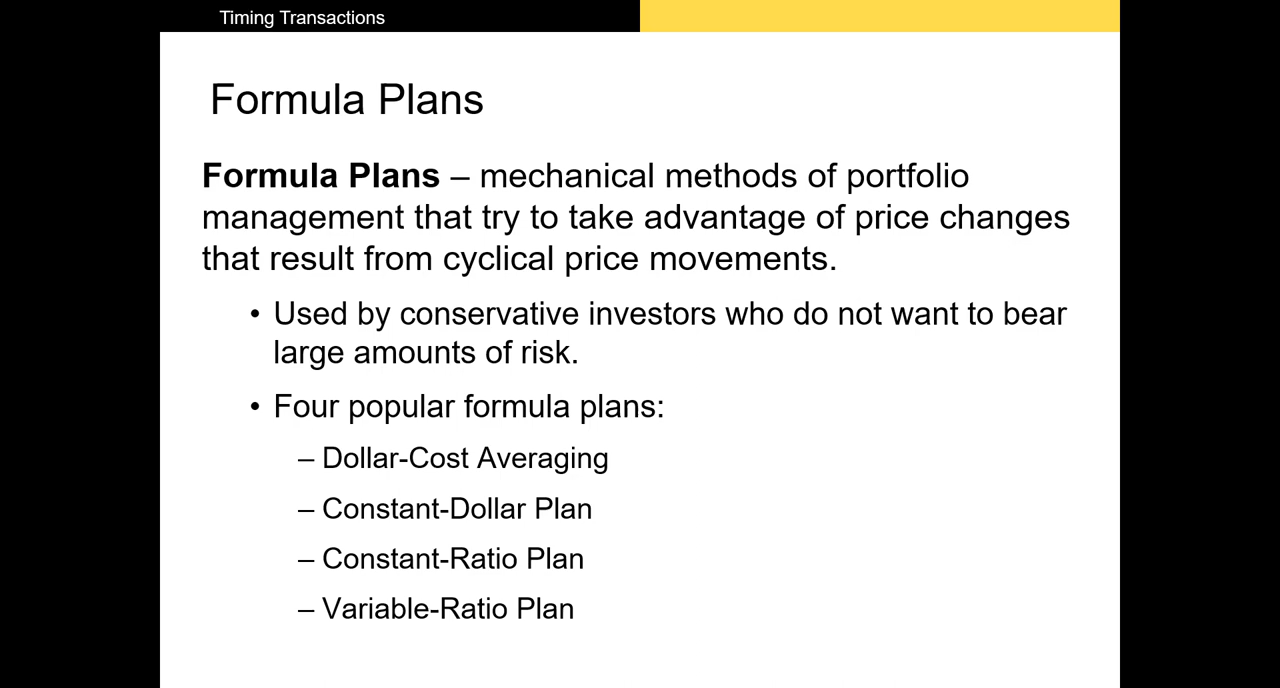 Timing Transactions
Formula Plans
Formula Plans – mechanical methods of portfolio
management that try to take advantage of price changes
that result from cyclical price movements.
• Used by conservative investors who do not want to bear
large amounts of risk.
• Four popular formula plans:
– Dollar-Cost Averaging
– Constant-Dollar Plan
– Constant-Ratio Plan
– Variable-Ratio Plan